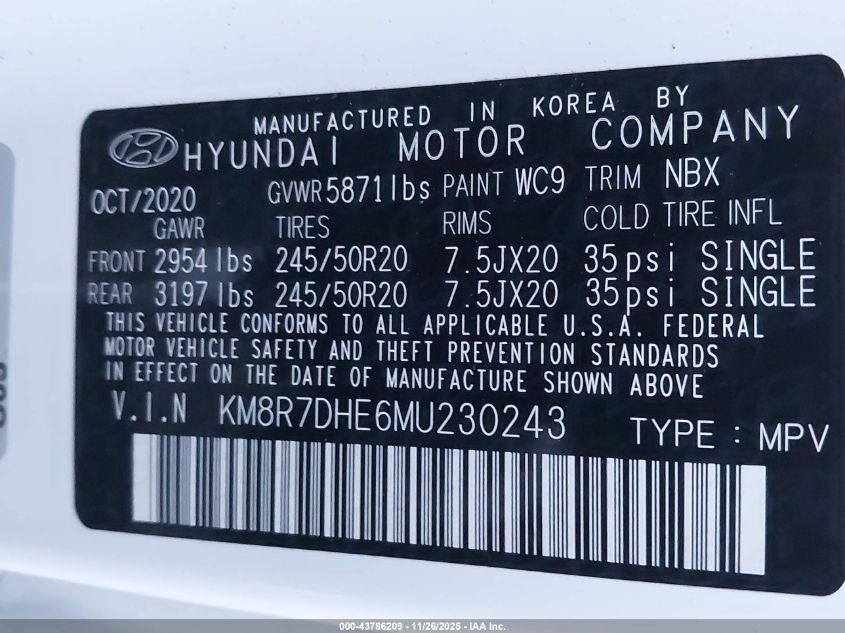 MANUFACTURED IN KOREA BY
HYUNDAI MOTOR COMPANY
OCT/2020 GVWR 5871 lbs PAINT WC9 TRIM NBX
GAWR TIRES RIMS COLD TIRE INFL
FRONT 2954 lbs 245/50R20 7.5JX20 35psi SINGLE
REAR 3197 lbs 245/50R20 7.5JX20 35psi SINGLE
THIS VEHICLE CONFORMS TO ALL APPLICABLE U.S.A. FEDERAL
MOTOR VEHICLE SAFETY AND THEFT PREVENTION STANDARDS
IN EFFECT ON THE DATE OF MANUFACTURE SHOWN ABOVE
V.I.N KM8R7DHE6MU230243 TYPE : MPV
000-43786209 - 11/26/2025 - IAA Inc.